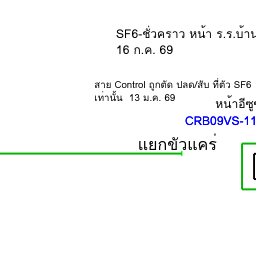 SF6-ชั่วคราว หน้า ร.ร.บ้าน
16 ก.ค. 69
สาย Control ถูกตัด ปลด/สับ ที่ตัว SF6
เท่านั้น 13 ม.ค. 69
หน้าอีซูซุ
CRB09VS-11
แยกขัวแคร่